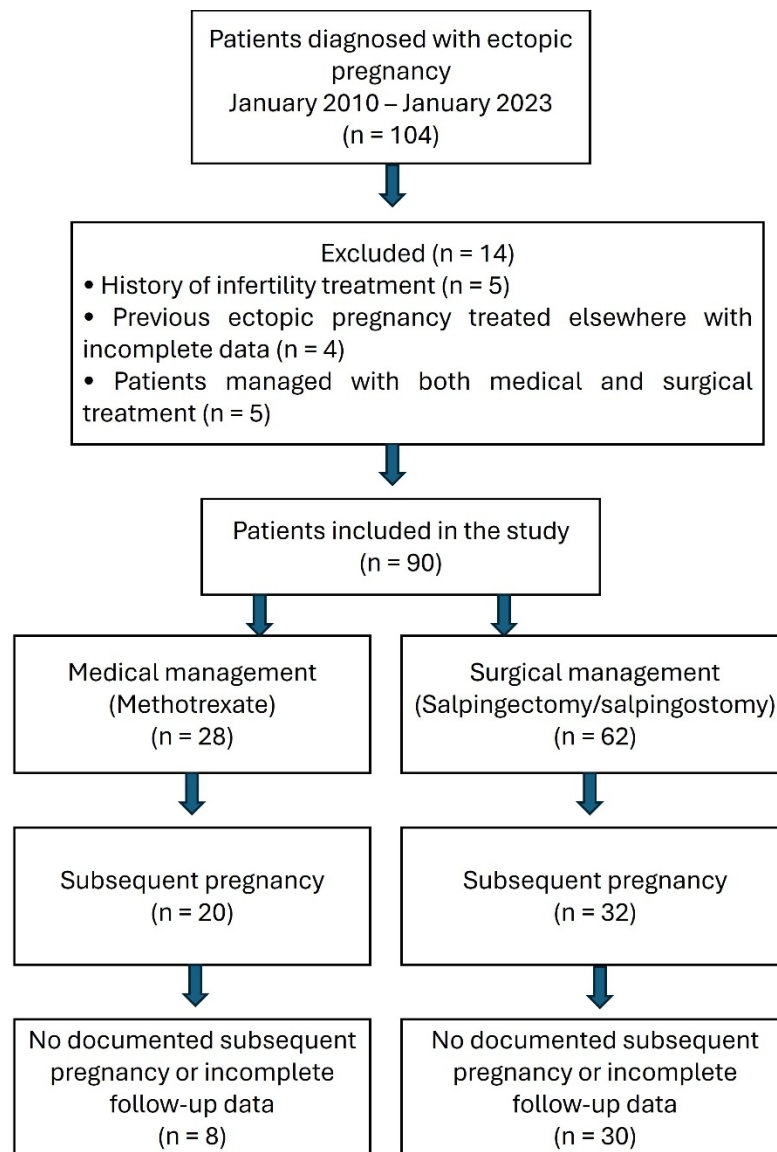 Patients diagnosed with ectopic
pregnancy
January 2010 – January 2023
(n = 104)
Excluded (n = 14)
• History of infertility treatment (n = 5)
• Previous ectopic pregnancy treated elsewhere with
incomplete data (n = 4)
• Patients managed with both medical and surgical
treatment (n = 5)
Patients included in the study
(n = 90)
Medical management
(Methotrexate)
(n = 28)
Surgical management
(Salpingectomy/salpingostomy)
(n = 62)
Subsequent pregnancy
(n = 20)
Subsequent pregnancy
(n = 32)
No documented subsequent
pregnancy or incomplete
follow-up data
(n = 8)
No documented subsequent
pregnancy or incomplete
follow-up data
(n = 30)